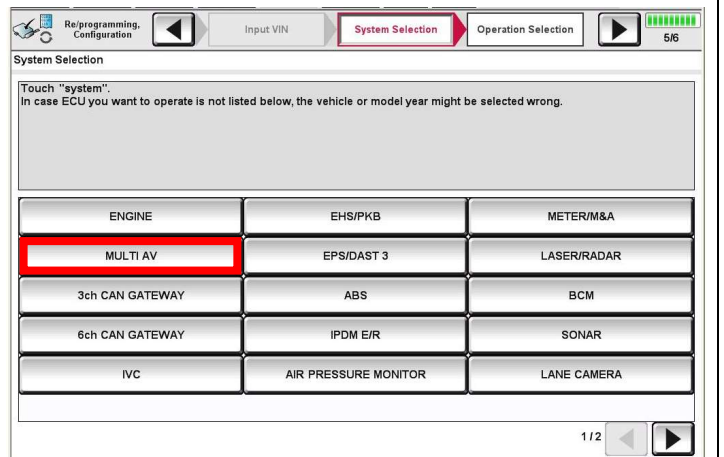 Re/programming,
Configuration
Input VIN
System Selection
Operation Selection
5/6
System Selection
Touch "system".
In case ECU you want to operate is not listed below, the vehicle or model year might be selected wrong.
ENGINE
EHS/PKB
METER/M&A
MULTI AV
EPS/DAST 3
LASER/RADAR
3ch CAN GATEWAY
ABS
BCM
6ch CAN GATEWAY
IPDM E/R
SONAR
IVC
AIR PRESSURE MONITOR
LANE CAMERA
1/2